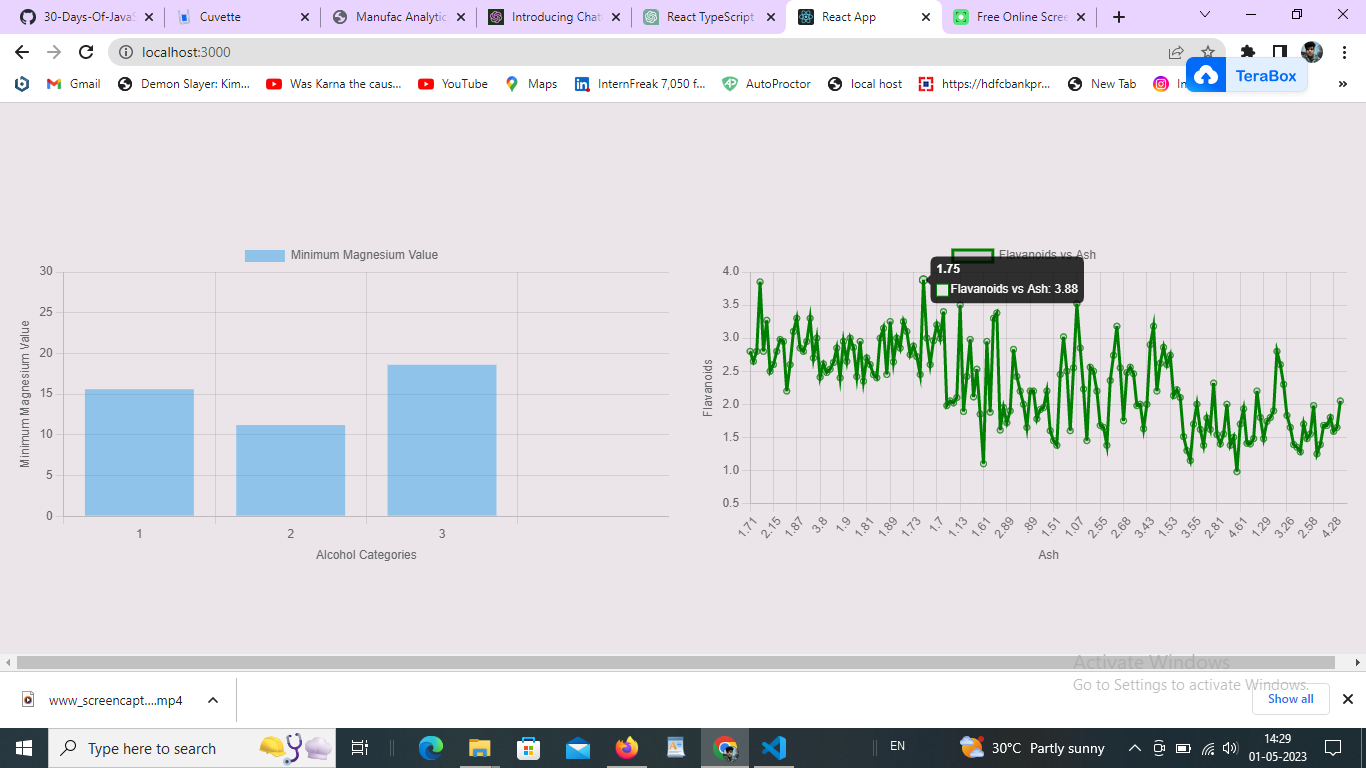 30-Days-Of-JavaS
Cuvette
Manufac Analytic
Introducing Chat
React TypeScript
React App
Free Online Scree
localhost:3000
Gmail
Demon Slayer: Kim...
Was Karna the caus...
YouTube
Maps
InternFreak 7,050 f...
AutoProctor
local host
https://hdfcbankpr...
New Tab
TeraBox
»
Minimum Magnesium Value
30
25
20
15
10
5
0
Minimum Magnesium Value
1 2 3
Alcohol Categories
Flavanoids vs Ash
1.75
Flavanoids vs Ash: 3.88
4.0
3.5
3.0
2.5
2.0
1.5
1.0
0.5
Flavanoids
1.71 2.15 1.87 3.8 1.9 1.81 1.89 1.73 1.7 1.13 1.61 2.89 .89 1.51 1.07 2.55 2.68 3.43 1.53 3.55 2.81 4.61 1.29 3.26 2.58 4.28
Ash
Activate Windows
Go to Settings to activate Windows.
www_screencapt....mp4
Show all
Type here to search
EN
30°C Partly sunny
14:29
01-05-2023